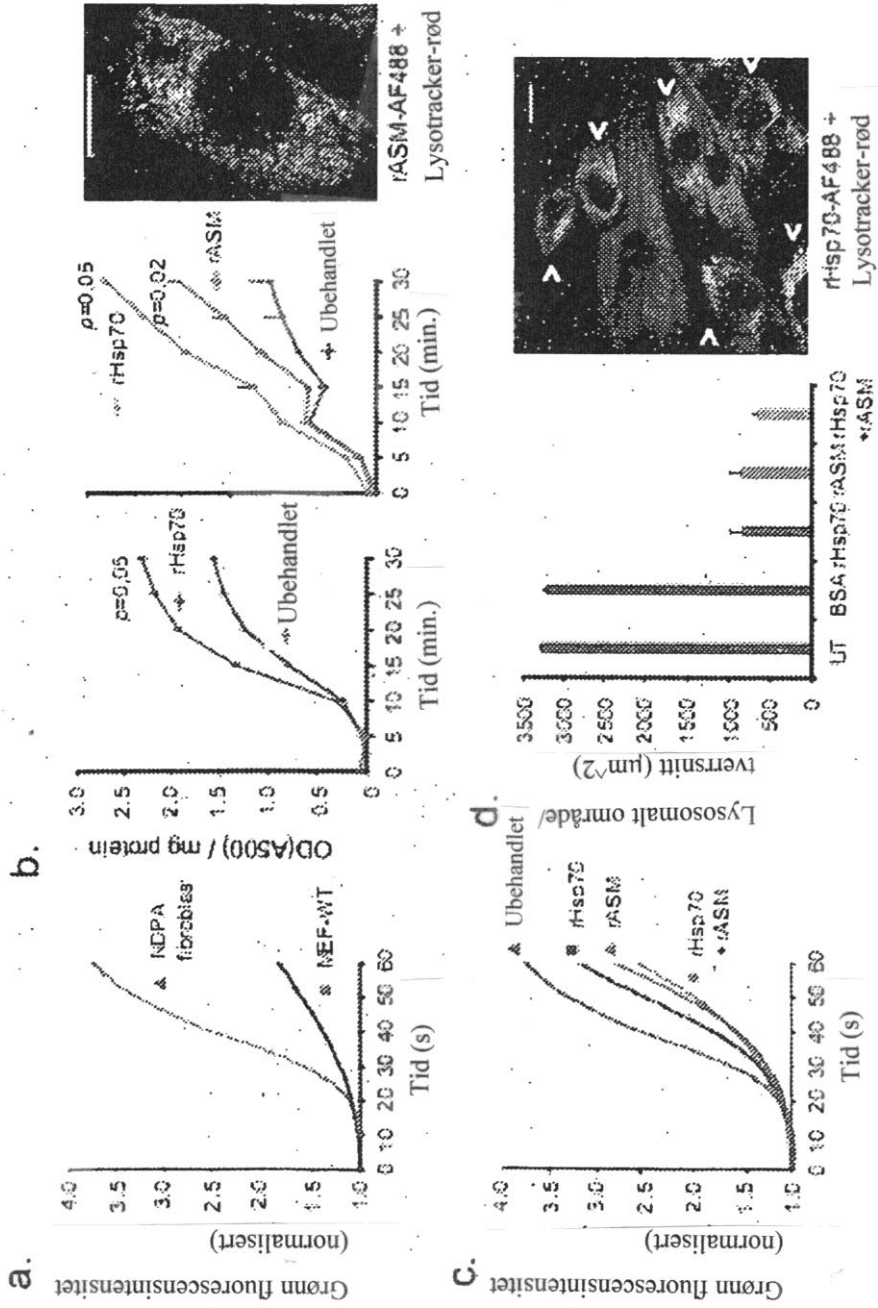 a.
Grønn fluorescensintensitet
(normalisert)
4.0
3.5
3.0
2.5
2.0
1.5
1.0
0 10 20 30 40 50 60
Tid (s)
NDPA
fibroblas
MEF-WT
b.
OD(A500) / mg protein
3.0
2.5
2.0
1.5
1.0
0.5
0
0 5 10 15 20 25 30
Tid (min.)
p=0,05
rHsp70
Ubehandlet
0 5 10 15 20 25 30
Tid (min.)
p=0,05
rHsp70
p=0,02
rASM
Ubehandlet
rASM-AF488 +
Lysotracker-rød
c.
Grønn fluorescensintensitet
(normalisert)
4.0
3.5
3.0
2.5
2.0
1.5
1.0
0 10 20 30 40 50 60
Tid (s)
Ubehandlet
rHsp70
rASM
rHsp70
+ rASM
d.
Lysosomalt område/
tverrsnitt (µm^2)
3500
3000
2500
2000
1500
1000
500
0
UT BSA rHsp70 rASM rHsp70
+rASM
rHsp70-AF488 +
Lysotracker-rød